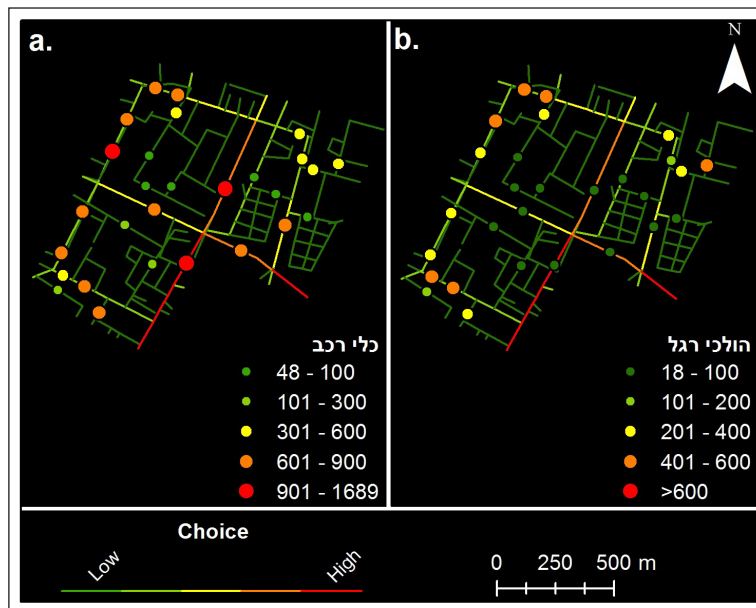 a.
כלי רכב
48 - 100
101 - 300
301 - 600
601 - 900
901 - 1689
b.
N
הולכי רגל
18 - 100
101 - 200
201 - 400
401 - 600
>600
Choice
Low
High
0 250 500 m